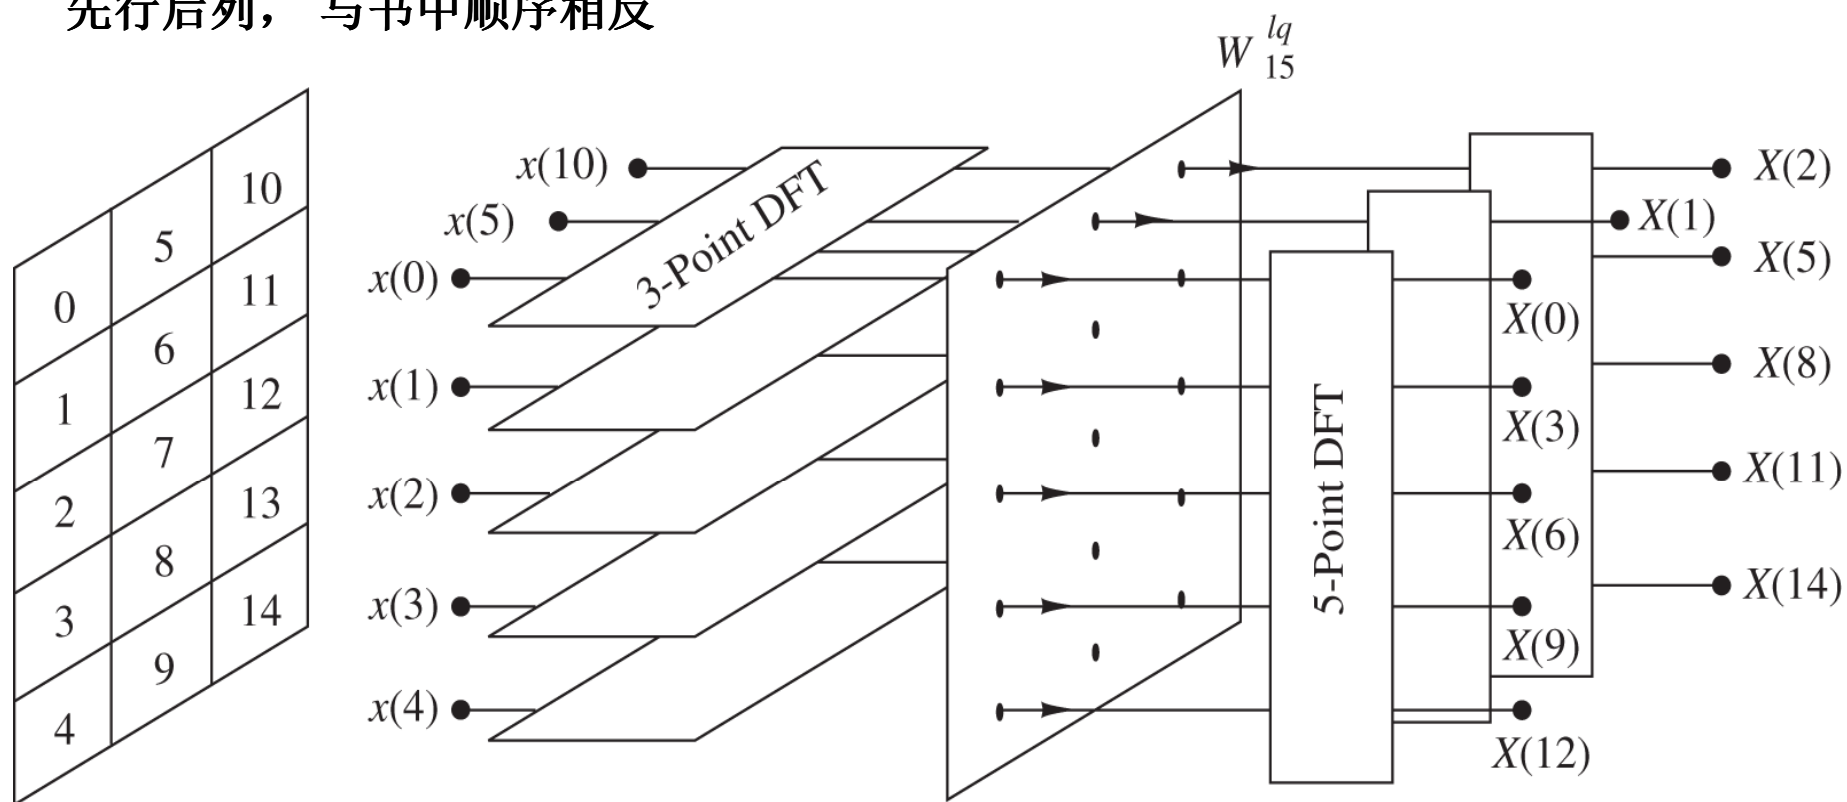 先行后列， 与书中顺序相反
W lq 15
x(10)
x(5)
x(0)
x(1)
x(2)
x(3)
x(4)
0 5 10
1 6 11
2 7 12
3 8 13
4 9 14
3-Point DFT
5-Point DFT
X(2)
X(1)
X(5)
X(0)
X(8)
X(3)
X(11)
X(6)
X(14)
X(9)
X(12)